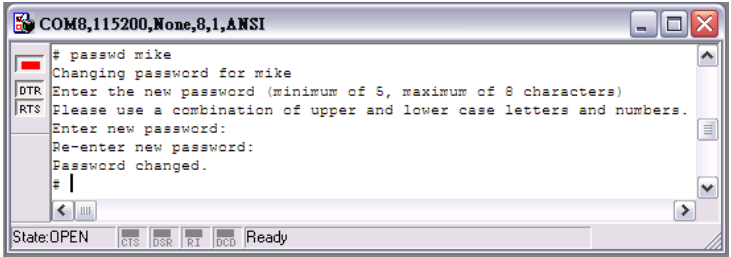 COM8,115200,None,8,1,ANSI
# passwd mike
Changing password for mike
DTR
Enter the new password (minimum of 5, maximum of 8 characters)
RTS
Please use a combination of upper and lower case letters and numbers.
Enter new password:
Re-enter new password:
Password changed.
#
State:OPEN CTS DSR RI DCD Ready